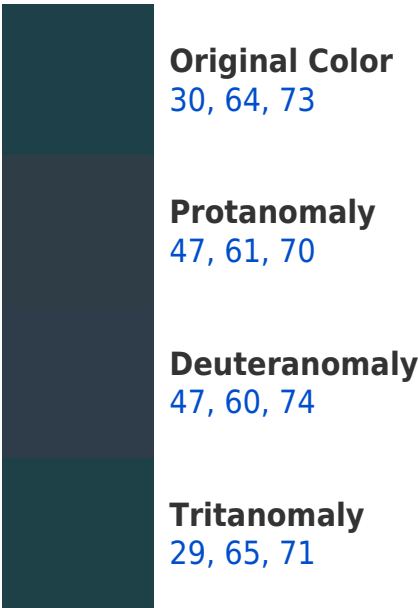 Original Color
30, 64, 73
Protanomaly
47, 61, 70
Deuteranomaly
47, 60, 74
Tritanomaly
29, 65, 71